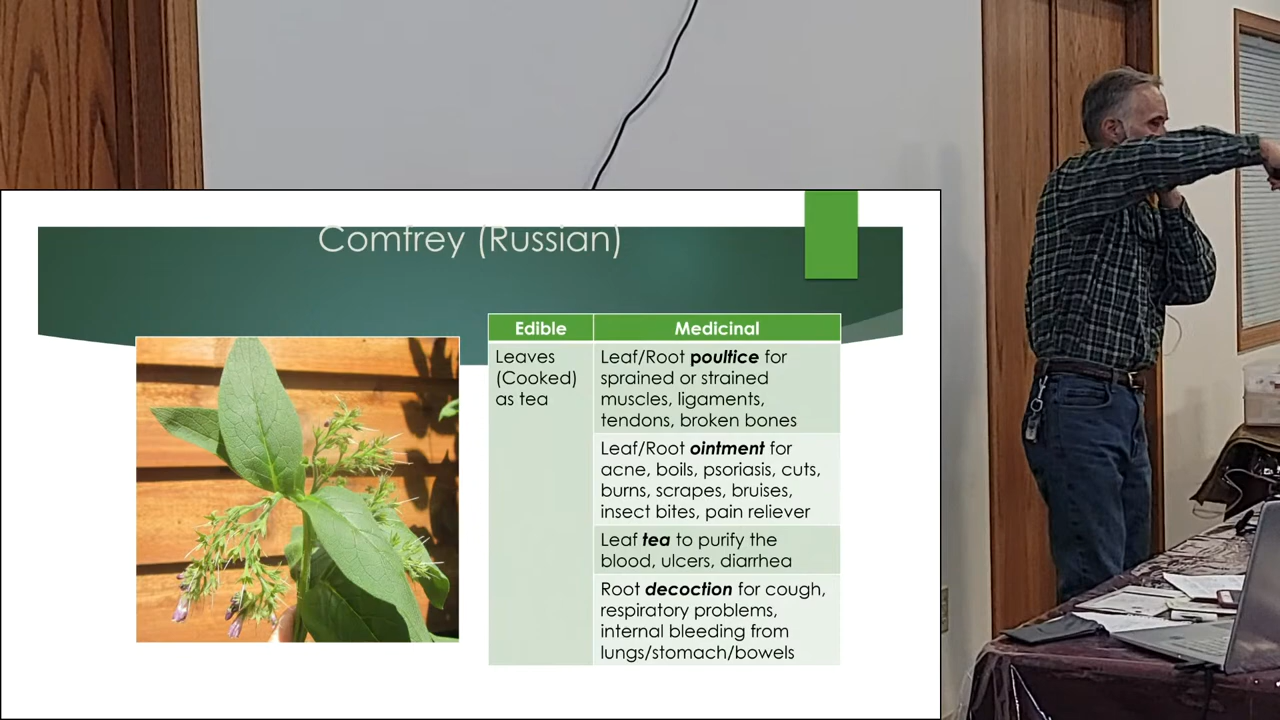 Comfrey (Russian)
Edible
Medicinal
Leaves
(Cooked)
as tea
Leaf/Root poultice for
sprained or strained
muscles, ligaments,
tendons, broken bones
Leaf/Root ointment for
acne, boils, psoriasis, cuts,
burns, scrapes, bruises,
insect bites, pain reliever
Leaf tea to purify the
blood, ulcers, diarrhea
Root decoction for cough,
respiratory problems,
internal bleeding from
lungs/stomach/bowels